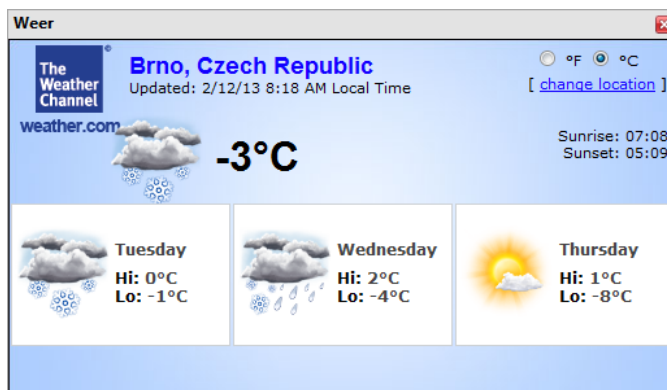 Weer
The
Weather
Channel
weather.com
Brno, Czech Republic
Updated: 2/12/13 8:18 AM Local Time
°F °C
[ change location ]
-3°C
Sunrise: 07:08
Sunset: 05:09
Tuesday
Hi: 0°C
Lo: -1°C
Wednesday
Hi: 2°C
Lo: -4°C
Thursday
Hi: 1°C
Lo: -8°C